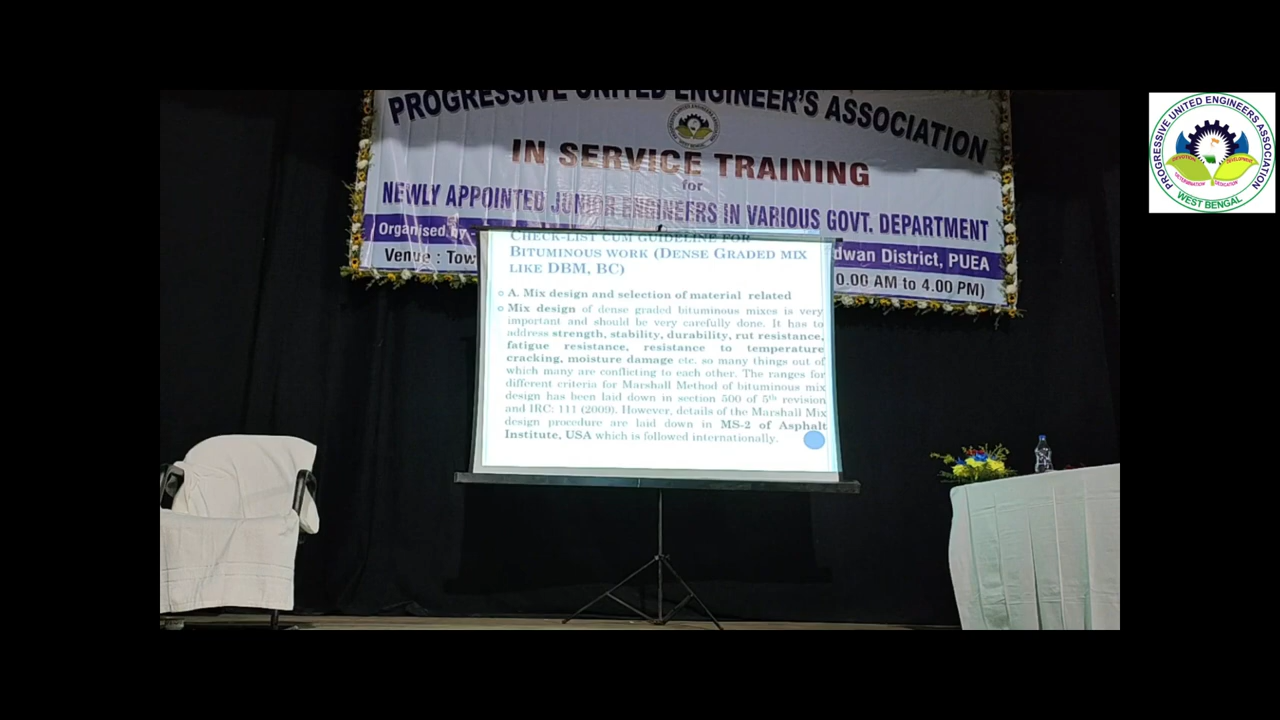 PROGRESSIVE UNITED ENGINEER'S ASSOCIATION
IN SERVICE TRAINING
for
NEWLY APPOINTED JUNIOR ENGINEERS IN VARIOUS GOVT. DEPARTMENT
Organised by
dwan District, PUEA
Venue : Tow
0.00 AM to 4.00 PM)
CHECK-LIST CUM GUIDELINE FOR
BITUMINOUS WORK (DENSE GRADED MIX
LIKE DBM, BC)
A. Mix design and selection of material related
Mix design of dense graded bituminous mixes is very
important and should be very carefully done. It has to
address strength, stability, durability, rut resistance,
fatigue resistance, resistance to temperature
cracking, moisture damage etc. so many things out of
which many are conflicting to each other. The ranges for
different criteria for Marshall Method of bituminous mix
design has been laid down in section 500 of 5th revision
and IRC: 111 (2009). However, details of the Marshall Mix
design procedure are laid down in MS-2 of Asphalt
Institute, USA which is followed internationally.
PROGRESSIVE UNITED ENGINEERS ASSOCIATION
DEVOTION
DEVELOPMENT
DETERMINATION
DEDICATION
WEST BENGAL